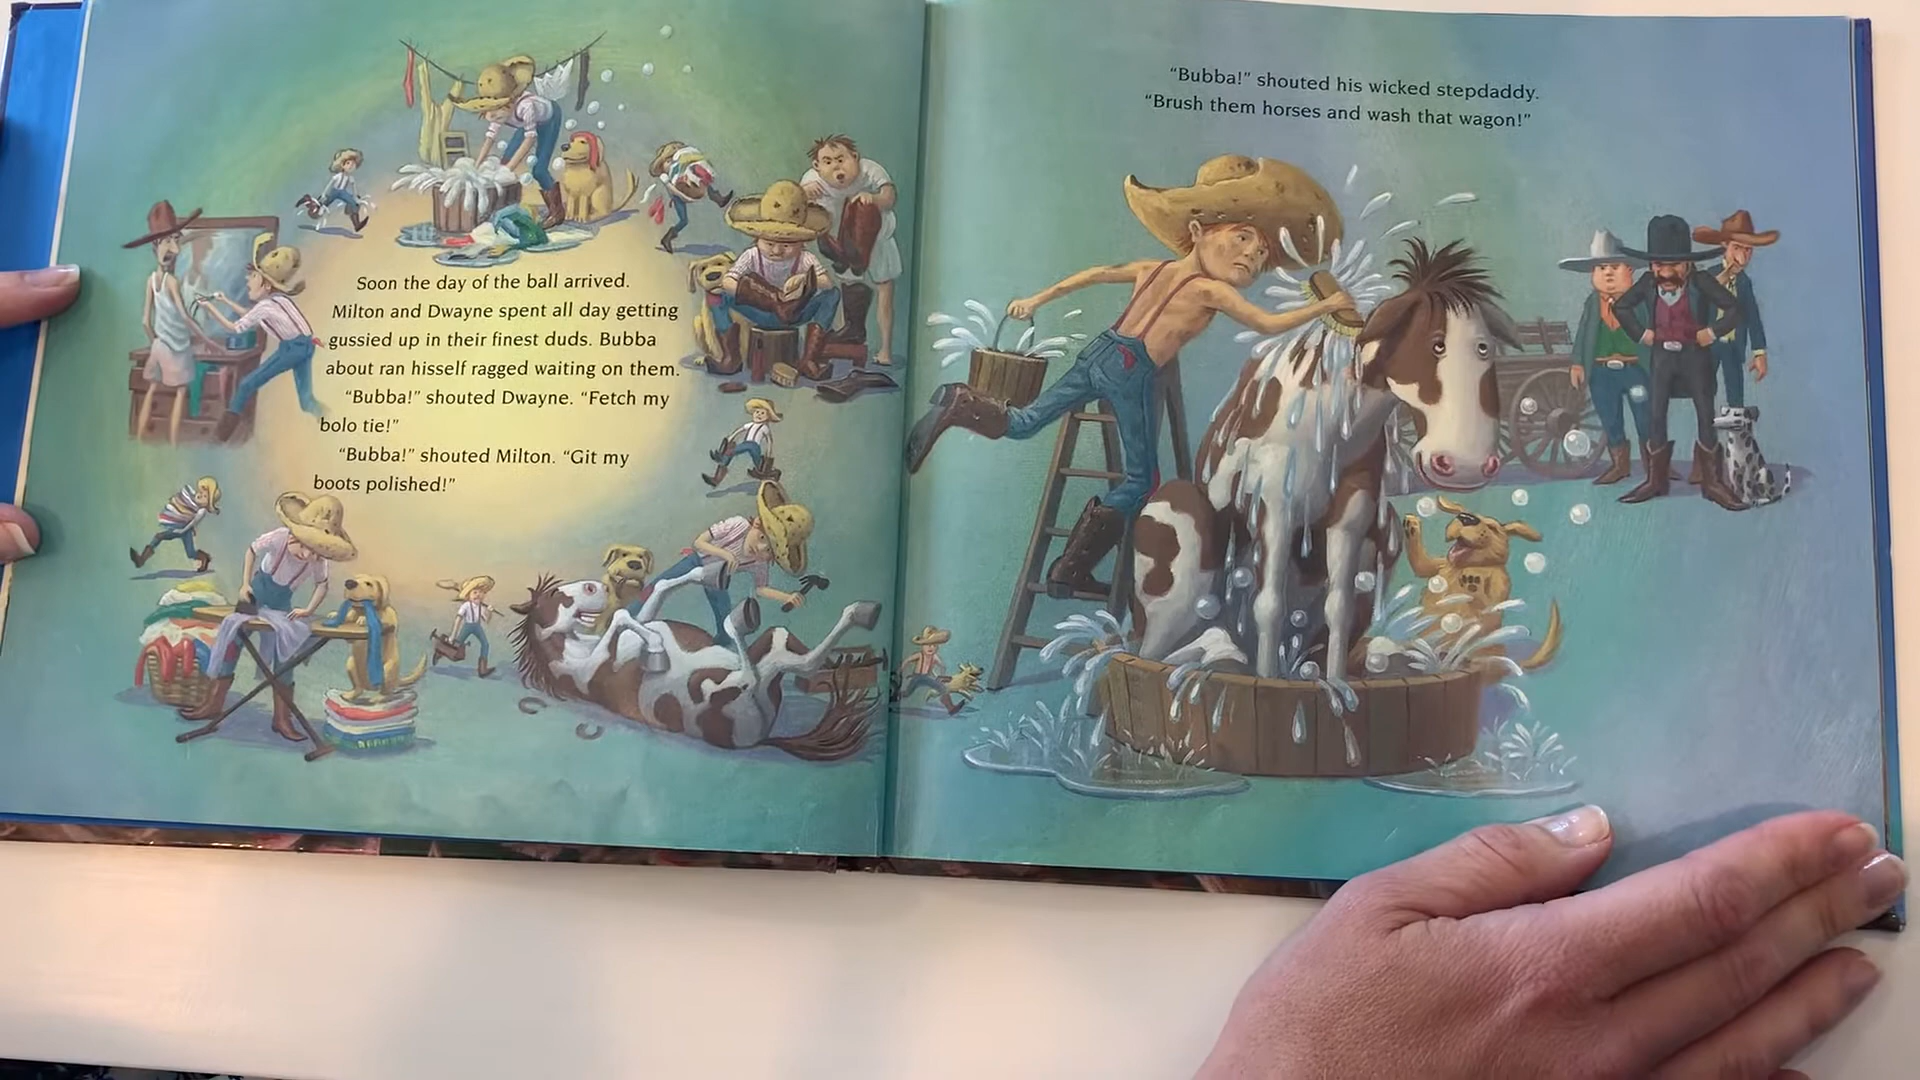 Soon the day of the ball arrived.
Milton and Dwayne spent all day getting
gussied up in their finest duds. Bubba
about ran hisself ragged waiting on them.
“Bubba!” shouted Dwayne. “Fetch my
bolo tie!”
“Bubba!” shouted Milton. “Git my
boots polished!”
“Bubba!” shouted his wicked stepdaddy.
“Brush them horses and wash that wagon!”